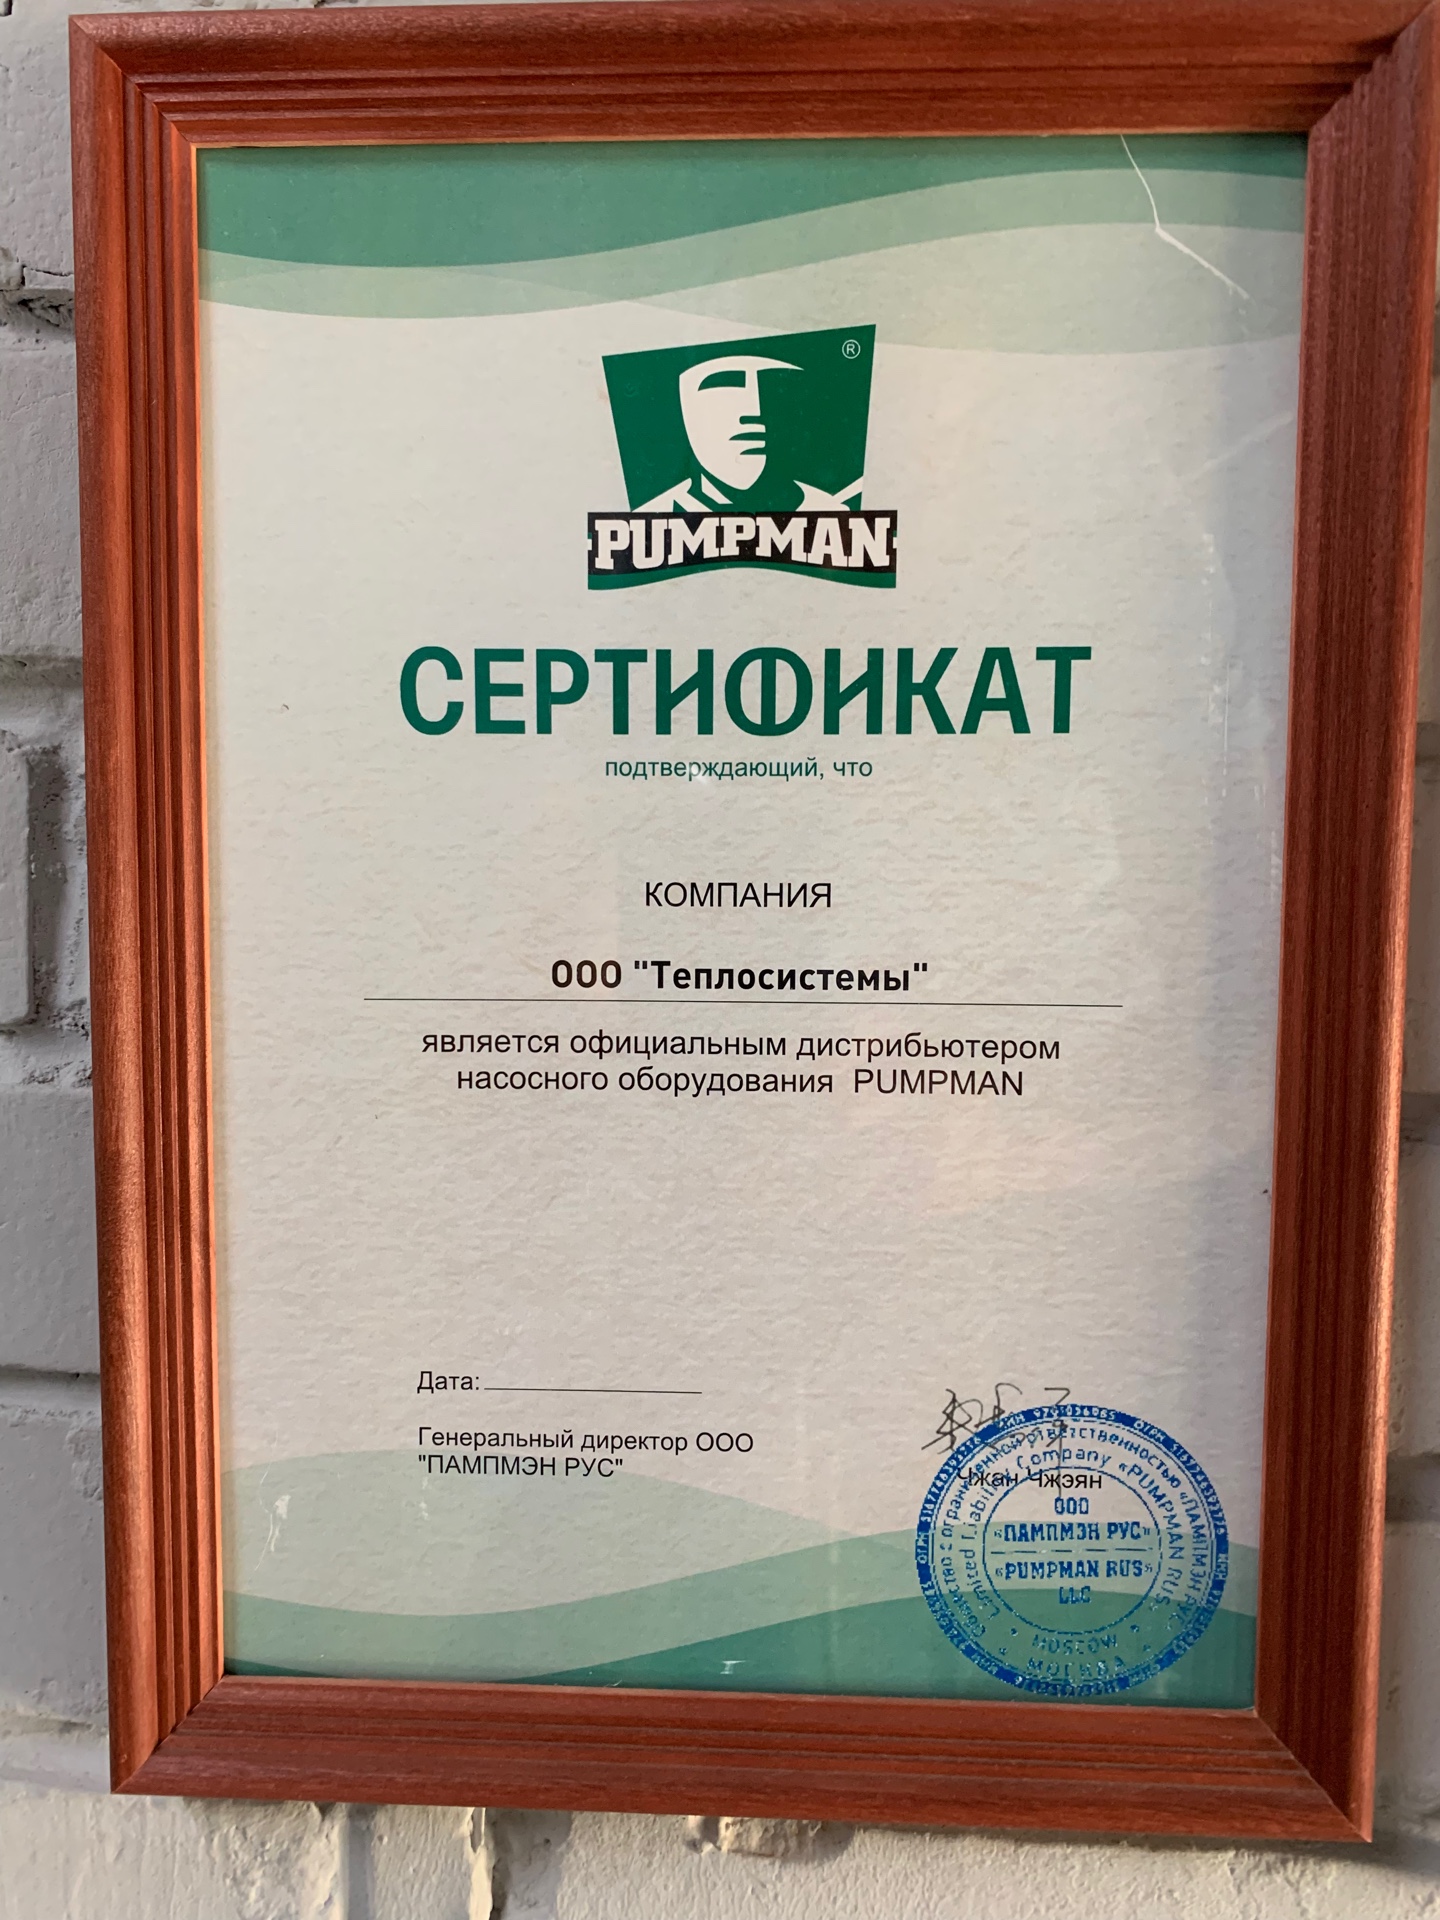 ®
PUMPMAN
СЕРТИФИКАТ
подтверждающий, что
КОМПАНИЯ
ООО "Теплосистемы"
является официальным дистрибьютером
насосного оборудования PUMPMAN
Дата:
Генеральный директор ООО
"ПАМПМЭН РУС"
Чжан Чжэян
Общество с ограниченной ответственностью «ПАМПМЭН РУС»
Limited Liability Company «PUMPMAN RUS»
ООО
«ПАМПМЭН РУС»
«PUMPMAN RUS»
LLC
MOSCOW
МОСКВА